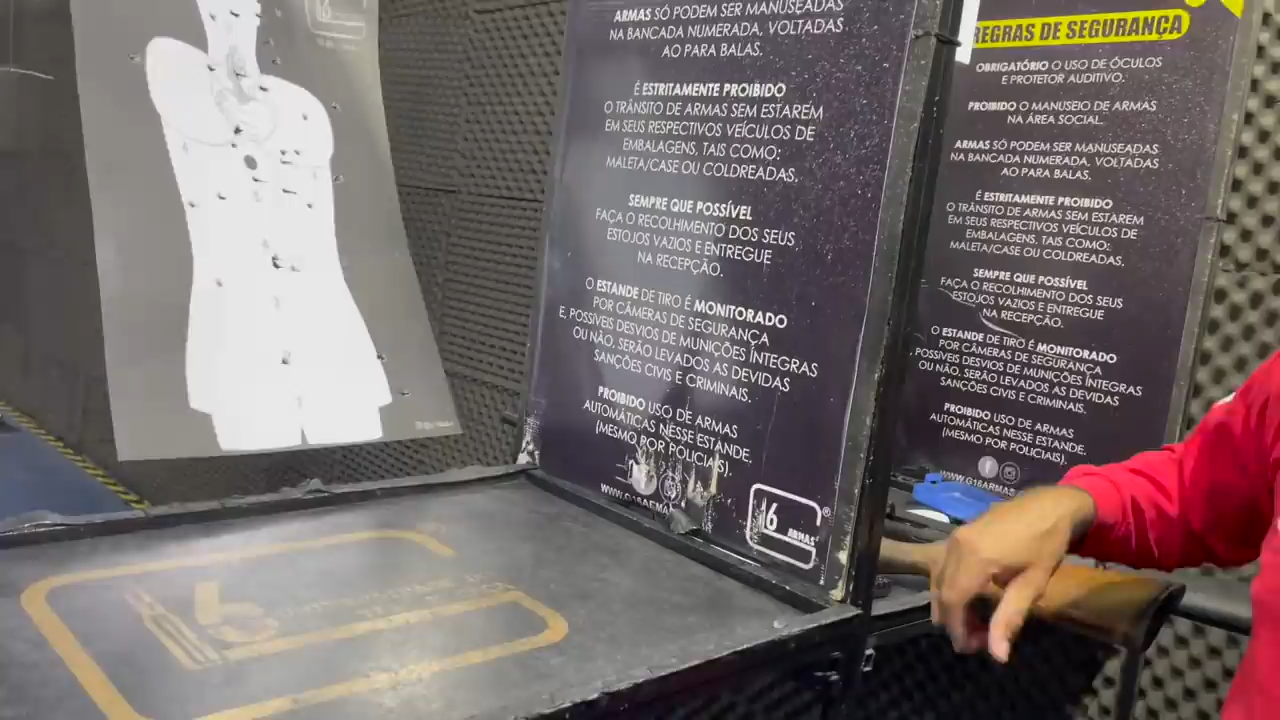 ARMAS SÓ PODEM SER MANUSEADAS
NA BANCADA NUMERADA, VOLTADAS
AO PARA BALAS.
É ESTRITAMENTE PROIBIDO
O TRÂNSITO DE ARMAS SEM ESTAREM
EM SEUS RESPECTIVOS VEÍCULOS DE
EMBALAGENS, TAIS COMO:
MALETA/CASE OU COLDREADAS.
SEMPRE QUE POSSÍVEL
FAÇA O RECOLHIMENTO DOS SEUS
ESTOJOS VAZIOS E ENTREGUE
NA RECEPÇÃO.
O ESTANDE DE TIRO É MONITORADO
POR CÂMERAS DE SEGURANÇA
E, POSSÍVEIS DESVIOS DE MUNIÇÕES ÍNTEGRAS
OU NÃO, SERÃO LEVADOS AS DEVIDAS
SANÇÕES CIVIS E CRIMINAIS.
PROIBIDO USO DE ARMAS
AUTOMÁTICAS NESSE ESTANDE.
(MESMO POR POLICIAIS).
WWW.G16ARMA
16
ARMAS
®
REGRAS DE SEGURANÇA
OBRIGATÓRIO O USO DE ÓCULOS
E PROTETOR AUDITIVO.
PROIBIDO O MANUSEIO DE ARMAS
NA ÁREA SOCIAL.
ARMAS SÓ PODEM SER MANUSEADAS
NA BANCADA NUMERADA, VOLTADAS
AO PARA BALAS.
É ESTRITAMENTE PROIBIDO
O TRÂNSITO DE ARMAS SEM ESTAREM
EM SEUS RESPECTIVOS VEÍCULOS DE
EMBALAGENS, TAIS COMO:
MALETA/CASE OU COLDREADAS.
SEMPRE QUE POSSÍVEL
FAÇA O RECOLHIMENTO DOS SEUS
ESTOJOS VAZIOS E ENTREGUE
NA RECEPÇÃO.
O ESTANDE DE TIRO É MONITORADO
POR CÂMERAS DE SEGURANÇA
, POSSÍVEIS DESVIOS DE MUNIÇÕES ÍNTEGRAS
OU NÃO, SERÃO LEVADOS AS DEVIDAS
SANÇÕES CIVIS E CRIMINAIS.
PROIBIDO USO DE ARMAS
AUTOMÁTICAS NESSE ESTANDE.
(MESMO POR POLICIAIS).
WWW.G16ARMA